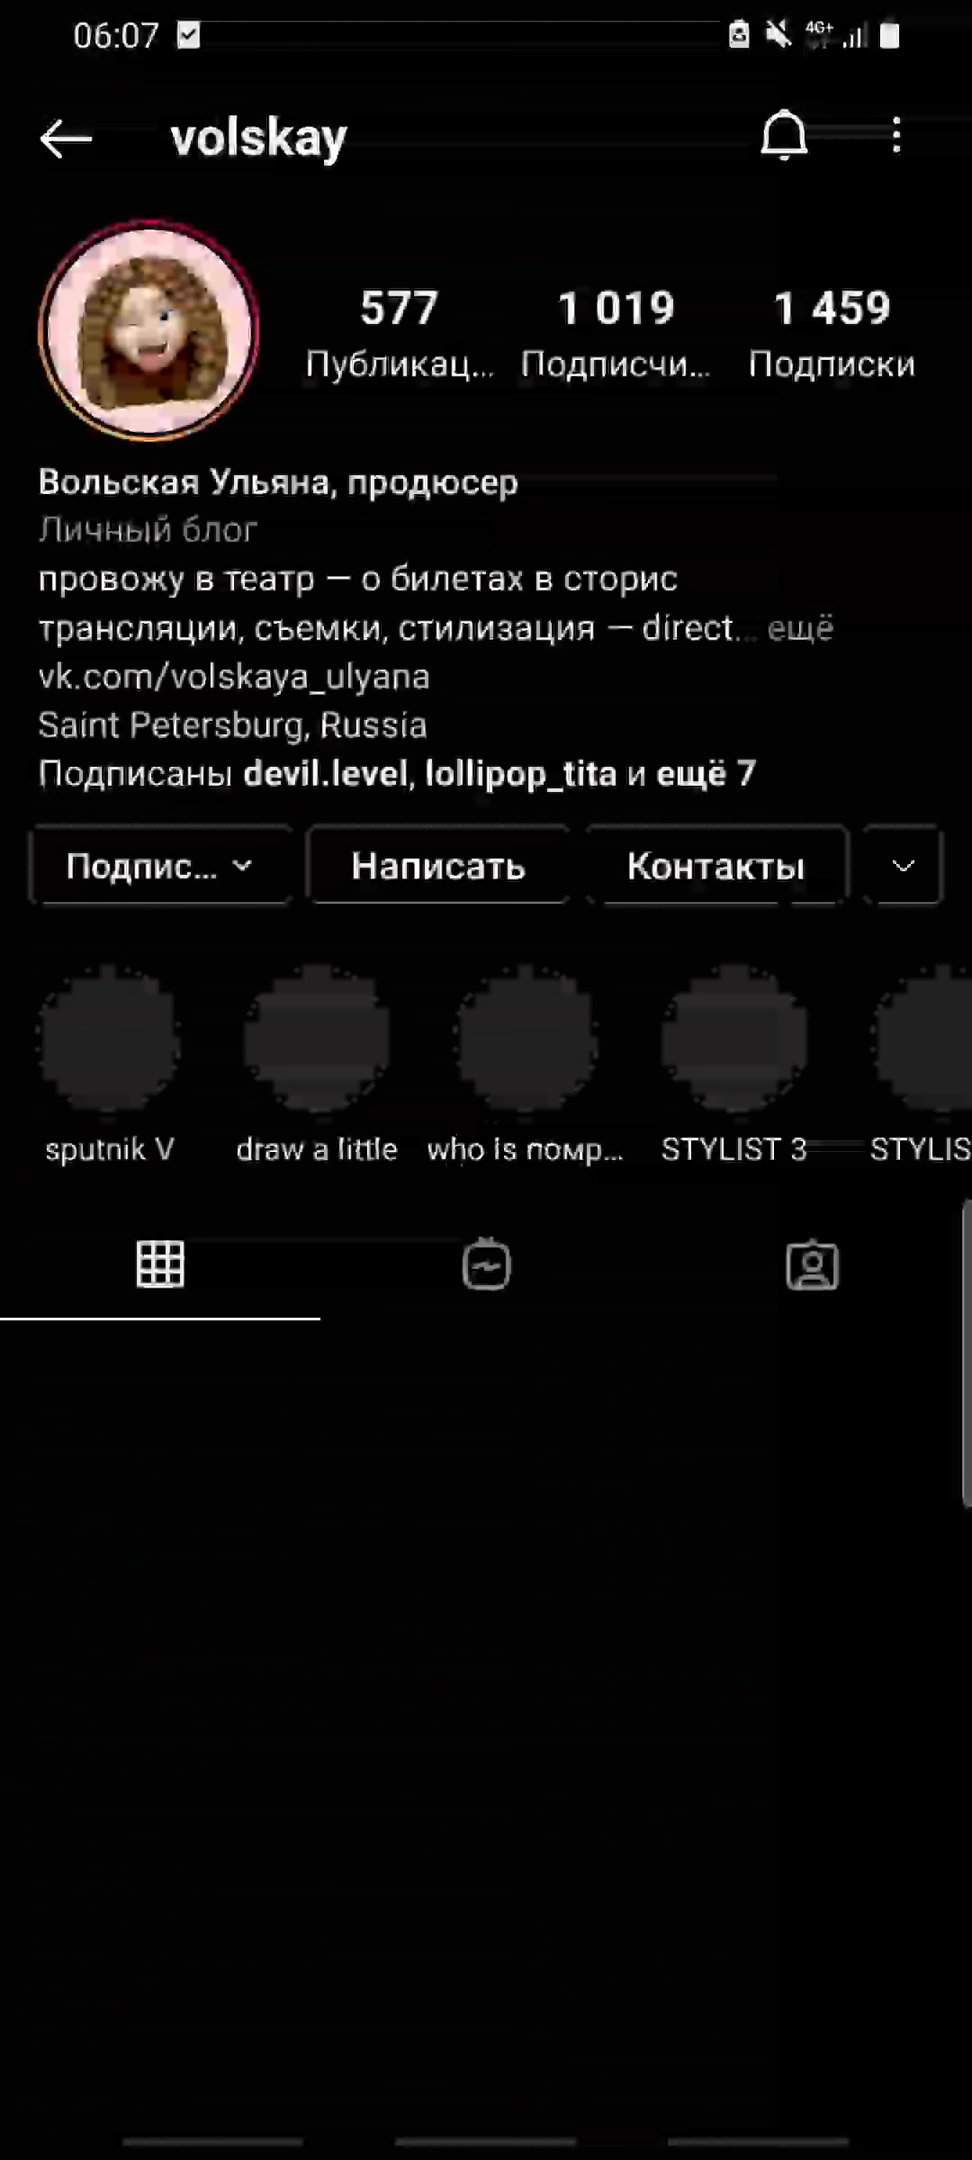 06:07
4G+
volskay
577 1 019 1 459
Публикац... Подписчи... Подписки
Вольская Ульяна, продюсер
Личный блог
провожу в театр — о билетах в сторис
трансляции, съемки, стилизация — direct... ещё
vk.com/volskaya_ulyana
Saint Petersburg, Russia
Подписаны devil.level, lollipop_tita и ещё 7
Подпис... Написать Контакты
sputnik V draw a little who is помр... STYLIST 3 STYLIS